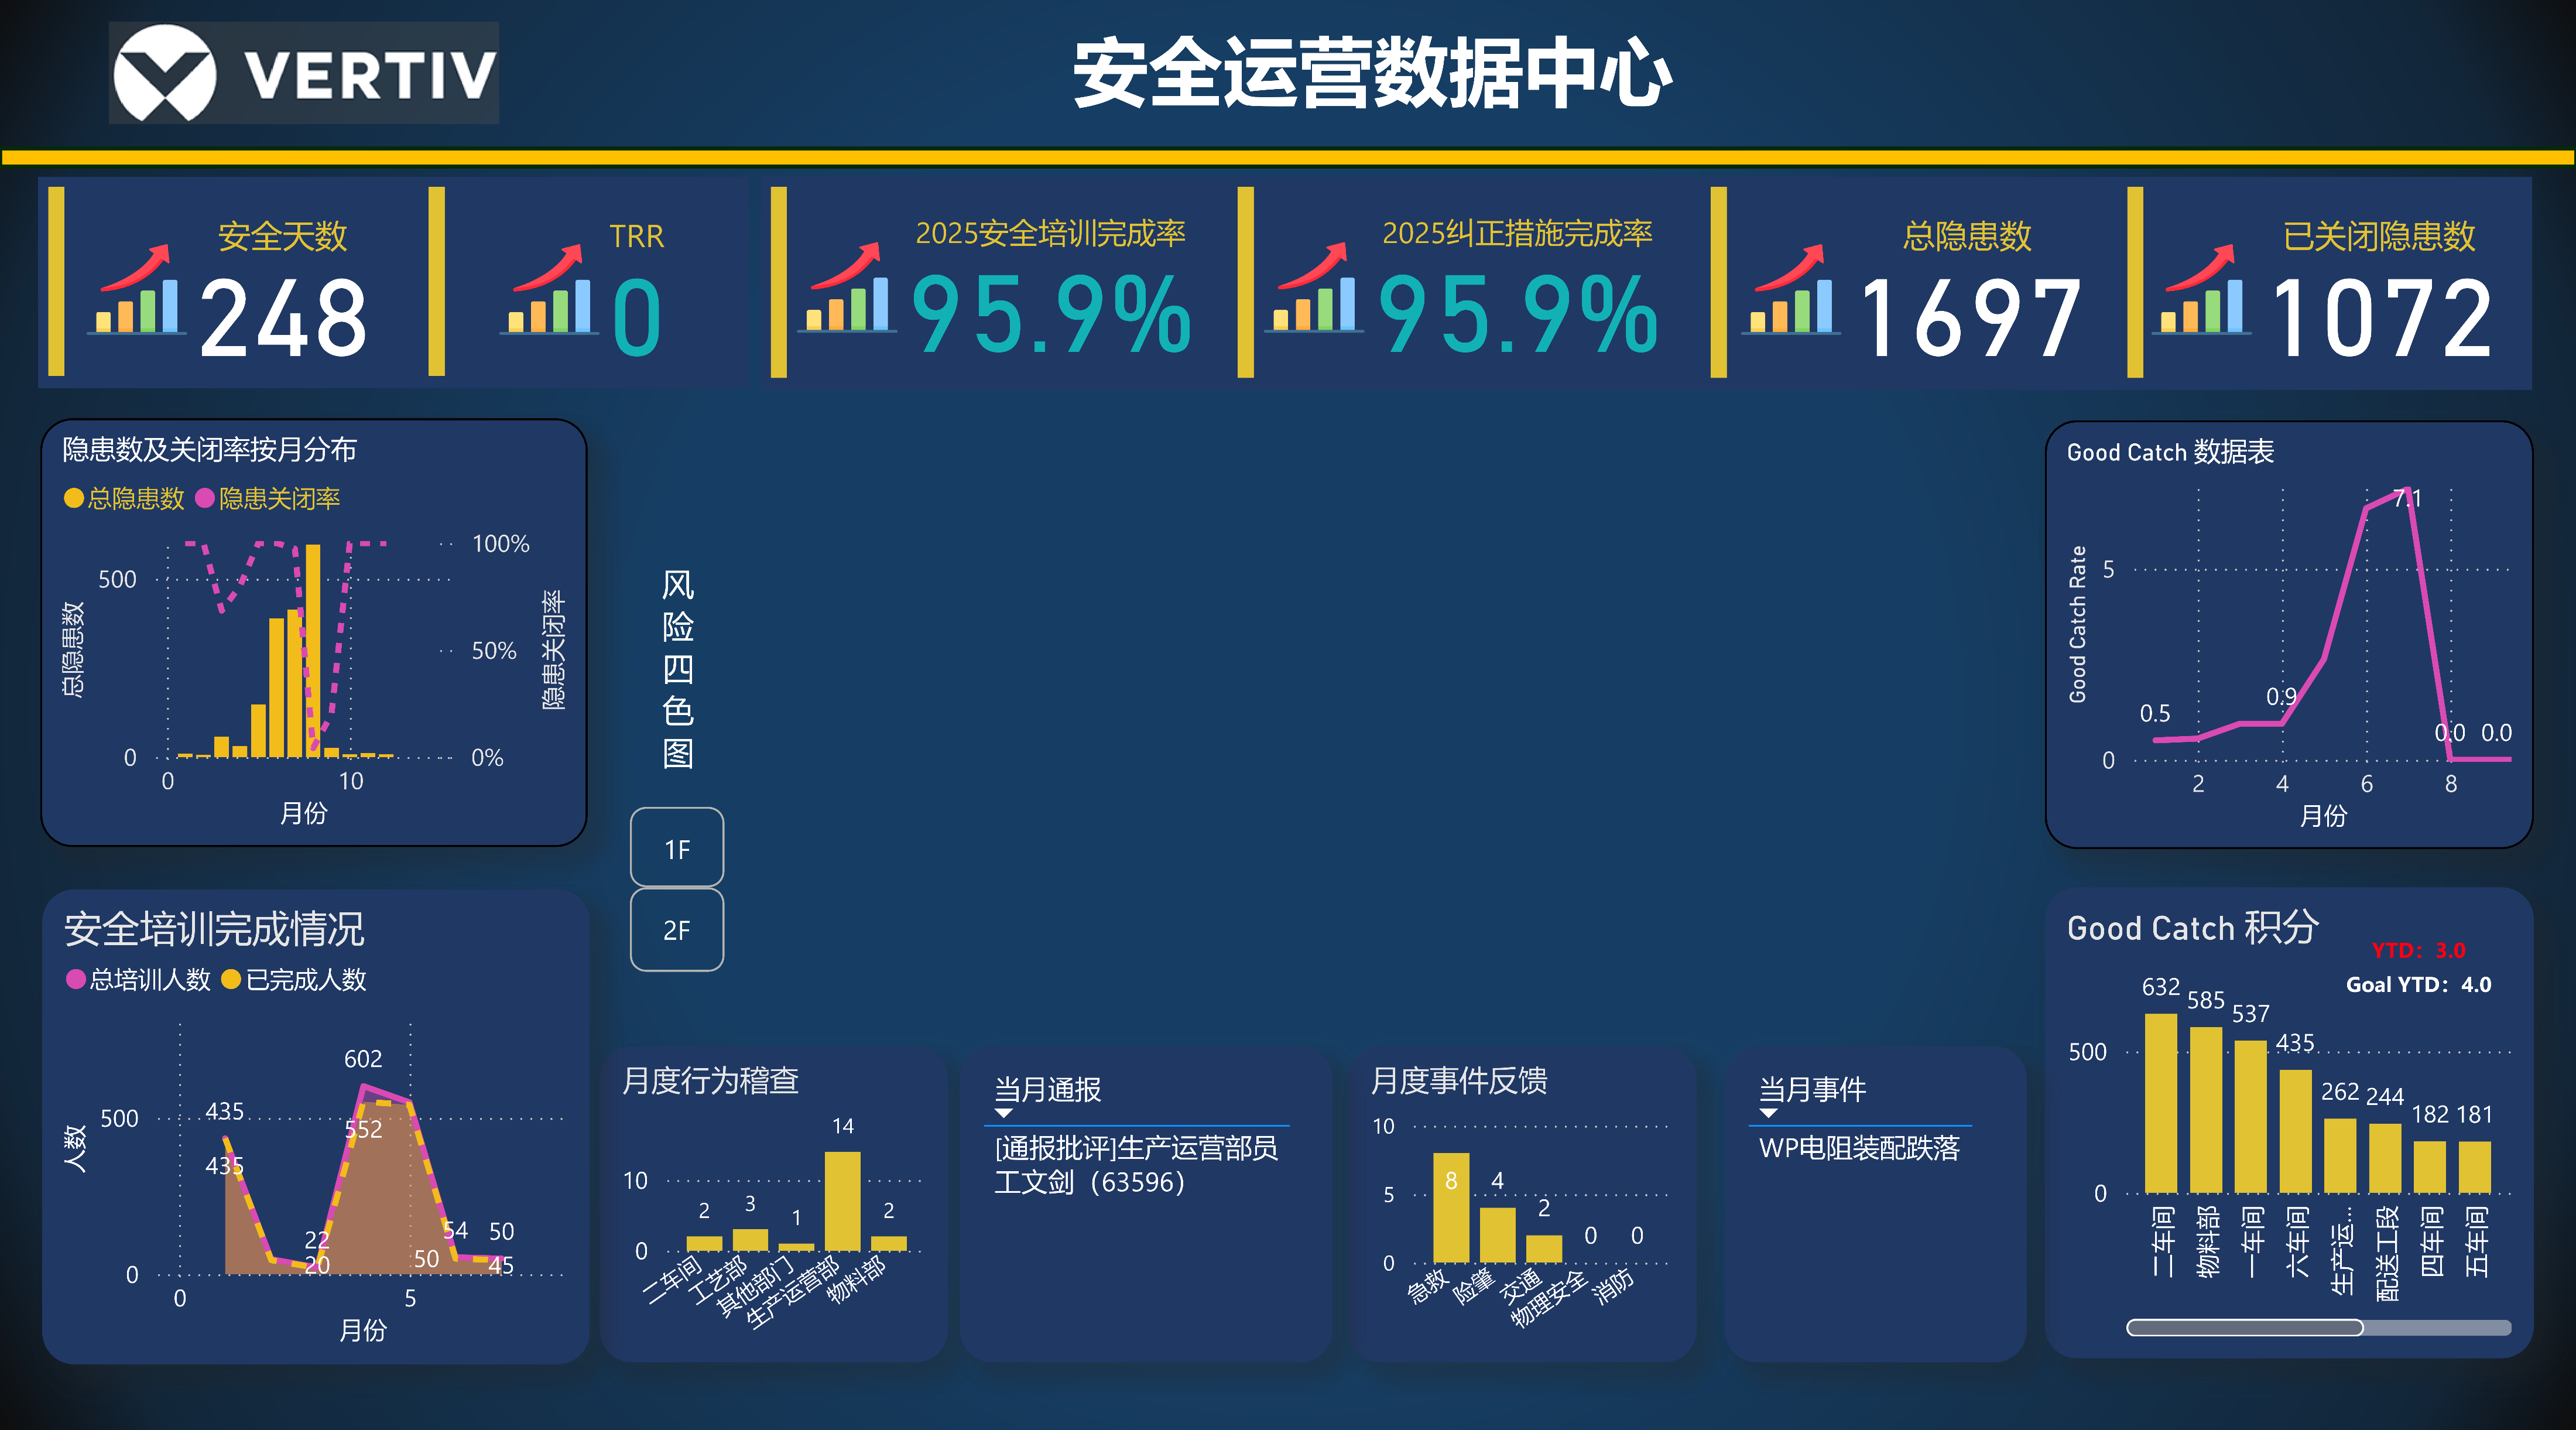 VERTIV
安全运营数据中心
安全天数
248
TRR
0
2025安全培训完成率
95.9%
2025纠正措施完成率
95.9%
总隐患数
1697
已关闭隐患数
1072
隐患数及关闭率按月分布
总隐患数 隐患关闭率
100%
500
50%
0
0%
0 10
总隐患数
隐患关闭率
月份
风
险
四
色
图
1F
2F
Good Catch 数据表
7.1
5
0.9
0.5
0.0 0.0
0
2 4 6 8
Good Catch Rate
月份
安全培训完成情况
总培训人数 已完成人数
602
435
500
552
435
22
54 50
20
50 45
0
0 5
人数
月份
月度行为稽查
14
10
2 3 1 2
0
二车间 工艺部 其他部门 生产运营部 物料部
当月通报
[通报批评]生产运营部员
工文剑（63596）
月度事件反馈
10
8 4
5
2
0 0
0
急救 险肇 交通 物理安全 消防
当月事件
WP电阻装配跌落
Good Catch 积分
YTD：3.0
Goal YTD：4.0
632 585 537 435 262 244 182 181
500
0
二车间 物料部 一车间 六车间 生产运... 配送工段 四车间 五车间